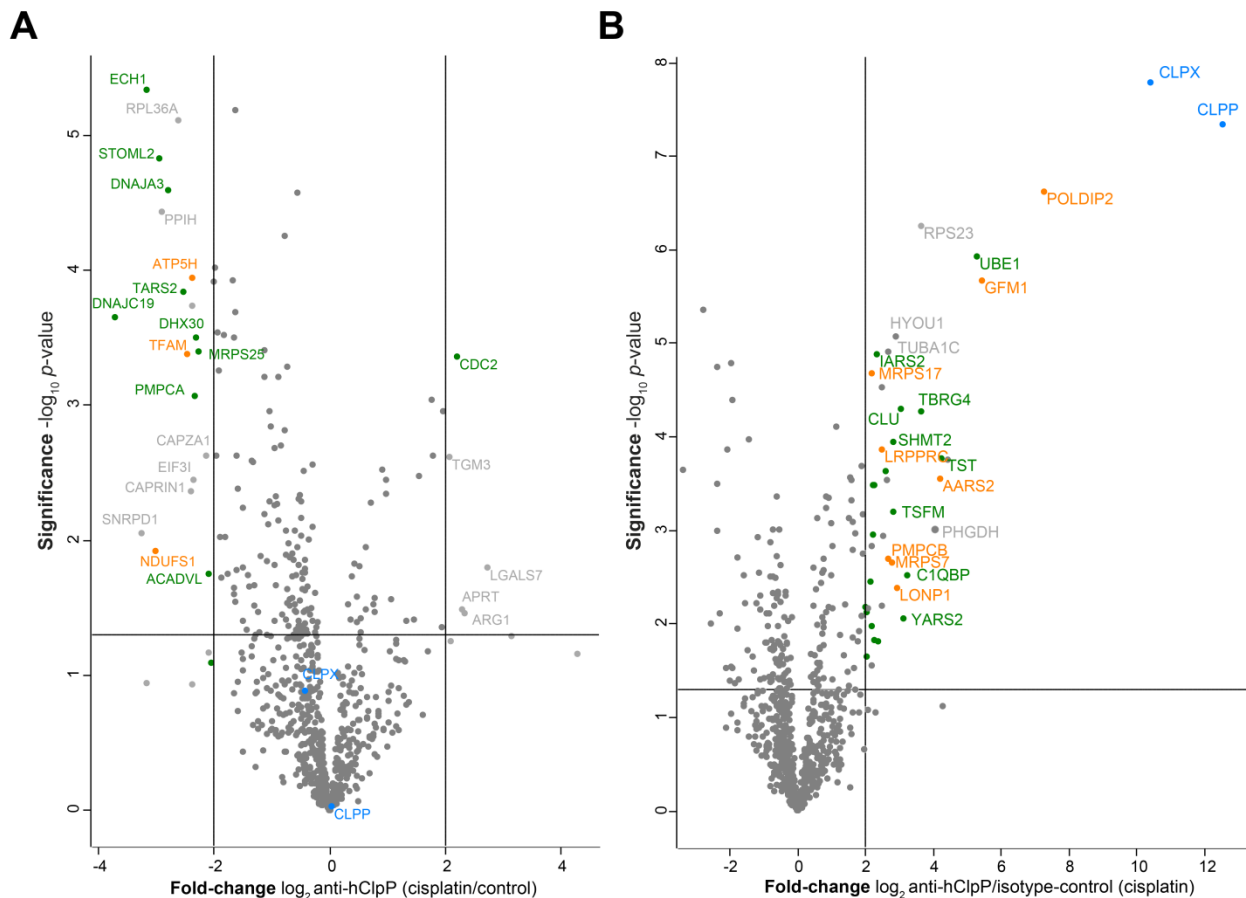 A
ECH1
RPL36A
STOML2
DNAJA3
PPIH
ATP5H
TARS2
DNAJC19
DHX30
TFAM
MRPS25
PMPCA
CAPZA1
EIF3I
CAPRIN1
SNRPD1
NDUFS1
ACADVL
CDC2
TGM3
LGALS7
APRT
ARG1
CLPX
CLPP
5
4
3
2
1
0
Significance -log10 p-value
-4 -2 0 2 4
Fold-change log2 anti-hClpP (cisplatin/control)
B
CLPX
CLPP
POLDIP2
RPS23
UBE1
GFM1
HYOU1
TUBA1C
IARS2
MRPS17
TBRG4
CLU
SHMT2
LRPPRC
TST
AARS2
TSFM
PHGDH
PMPCB
MRPS7
C1QBP
LONP1
YARS2
8
7
6
5
4
3
2
1
0
Significance -log10 p-value
-2 0 2 4 6 8 10 12
Fold-change log2 anti-hClpP/isotype-control (cisplatin)